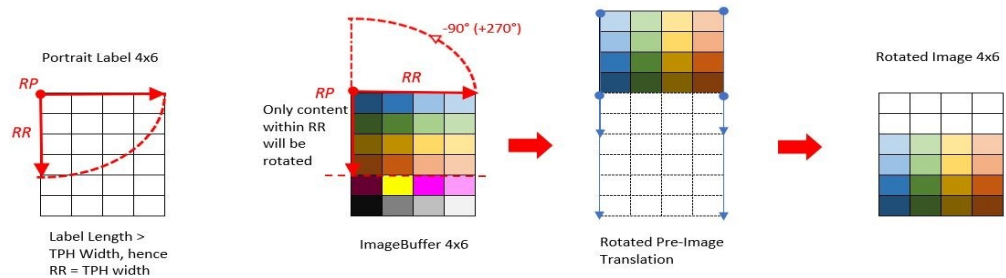 Portrait Label 4x6
RP
RR
Label Length >
TPH Width, hence
RR = TPH width
-90° (+270°)
RP
RR
Only content
within RR
will be
rotated
ImageBuffer 4x6
Rotated Pre-Image
Translation
Rotated Image 4x6